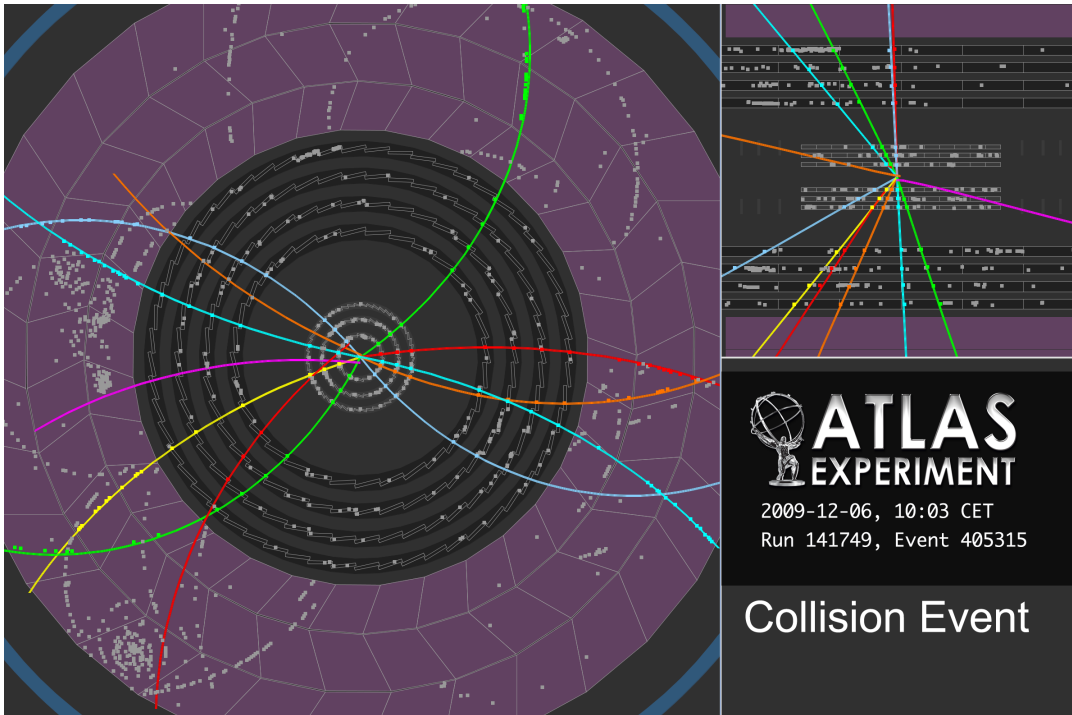 ATLAS
EXPERIMENT
2009-12-06, 10:03 CET
Run 141749, Event 405315
Collision Event